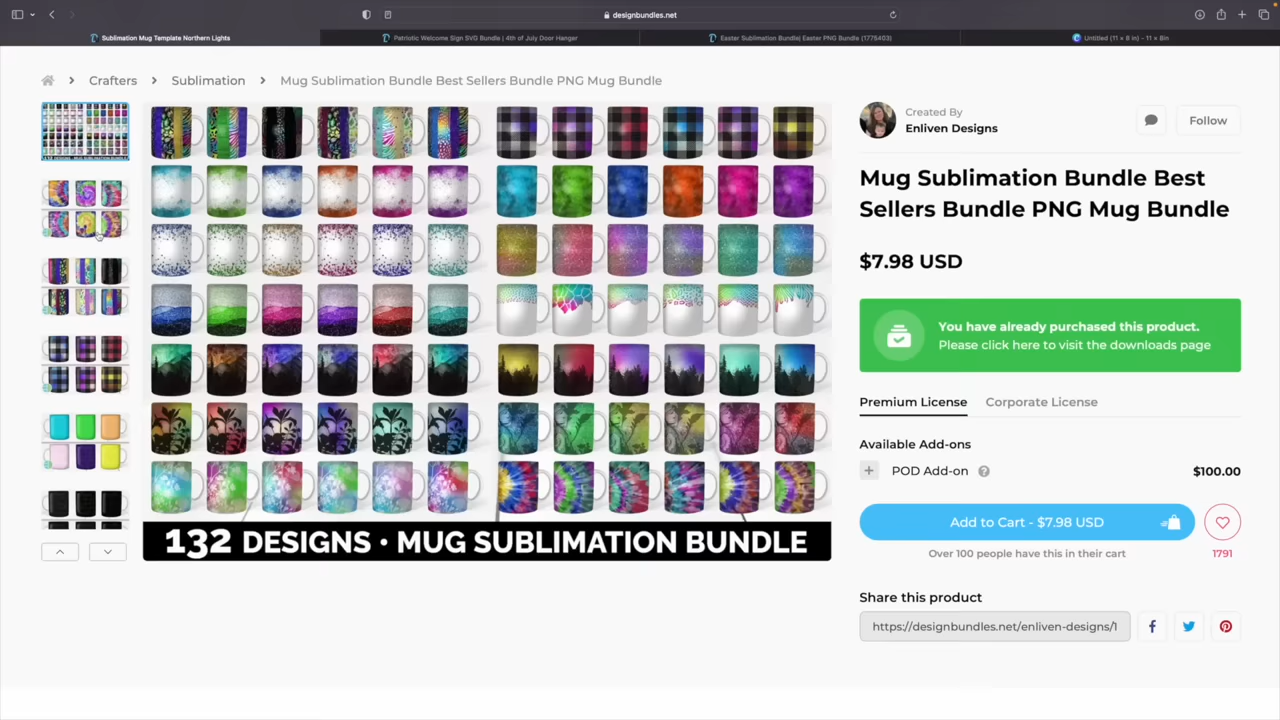 designbundles.net
Sublimation Mug Template Northern Lights
Patriotic Welcome Sign SVG Bundle | 4th of July Door Hanger
Easter Sublimation Bundle| Easter PNG Bundle (1775403)
Untitled (11 × 8 in) - 11 × 8in
Crafters
Sublimation
Mug Sublimation Bundle Best Sellers Bundle PNG Mug Bundle
132 DESIGNS • MUG SUBLIMATION BUNDLE
Created By
Enliven Designs
Follow
Mug Sublimation Bundle Best
Sellers Bundle PNG Mug Bundle
$7.98 USD
You have already purchased this product.
Please click here to visit the downloads page
Premium License
Corporate License
Available Add-ons
+ POD Add-on ?
$100.00
Add to Cart - $7.98 USD
Over 100 people have this in their cart
1791
Share this product
https://designbundles.net/enliven-designs/1
132 DESIGNS • MUG SUBLIMATION BUNDLE